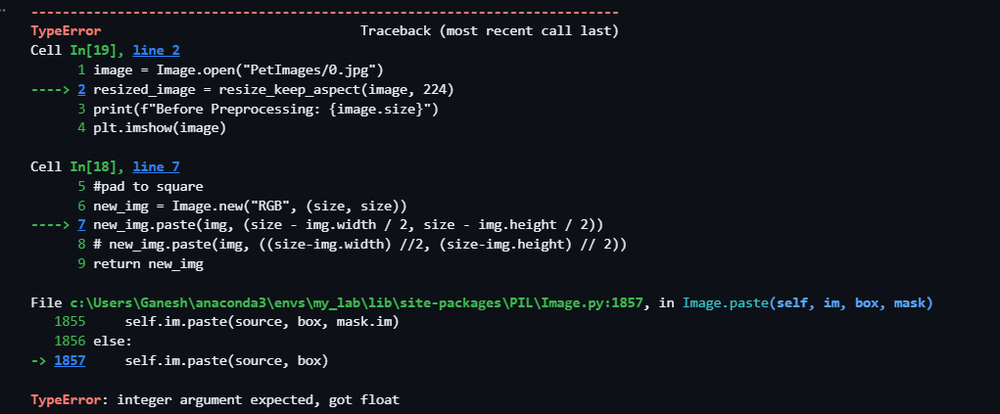 ---------------------------------------------------------------------------
TypeError                                 Traceback (most recent call last)
Cell In[19], line 2
      1 image = Image.open("PetImages/0.jpg")
----> 2 resized_image = resize_keep_aspect(image, 224)
      3 print(f"Before Preprocessing: {image.size}")
      4 plt.imshow(image)
Cell In[18], line 7
      5 #pad to square
      6 new_img = Image.new("RGB", (size, size))
----> 7 new_img.paste(img, (size - img.width / 2, size - img.height / 2))
      8 # new_img.paste(img, ((size-img.width) //2, (size-img.height) // 2))
      9 return new_img
File c:\Users\Ganesh\anaconda3\envs\my_lab\lib\site-packages\PIL\Image.py:1857, in Image.paste(self, im, box, mask)
   1855     self.im.paste(source, box, mask.im)
   1856 else:
-> 1857     self.im.paste(source, box)
TypeError: integer argument expected, got float